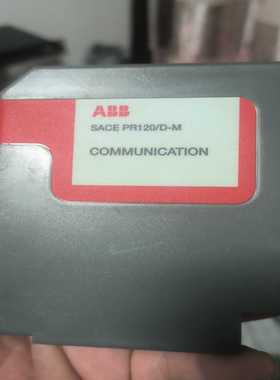 ABB
SACE PR120/D-M
COMMUNICATION